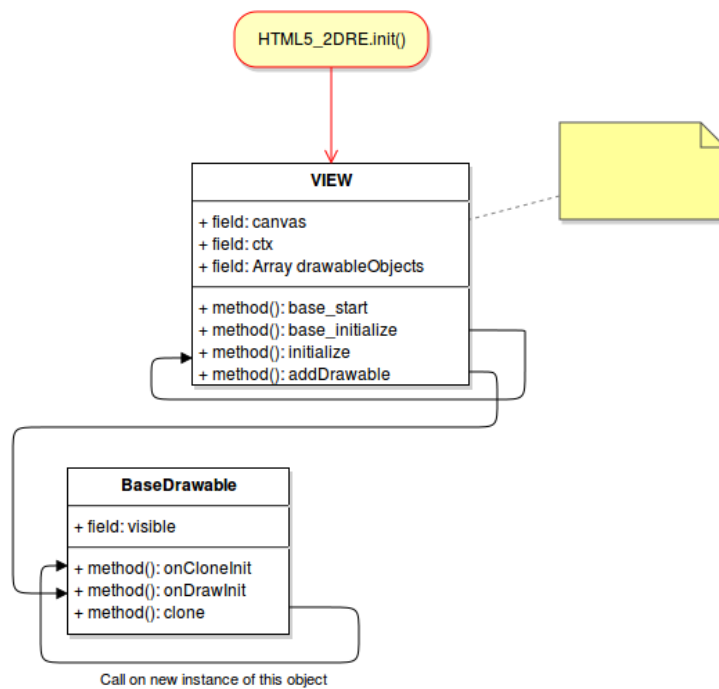 HTML5_2DRE.init()
VIEW
+ field: canvas
+ field: ctx
+ field: Array drawableObjects
+ method(): base_start
+ method(): base_initialize
+ method(): initialize
+ method(): addDrawable
BaseDrawable
+ field: visible
+ method(): onCloneInit
+ method(): onDrawInit
+ method(): clone
Call on new instance of this object